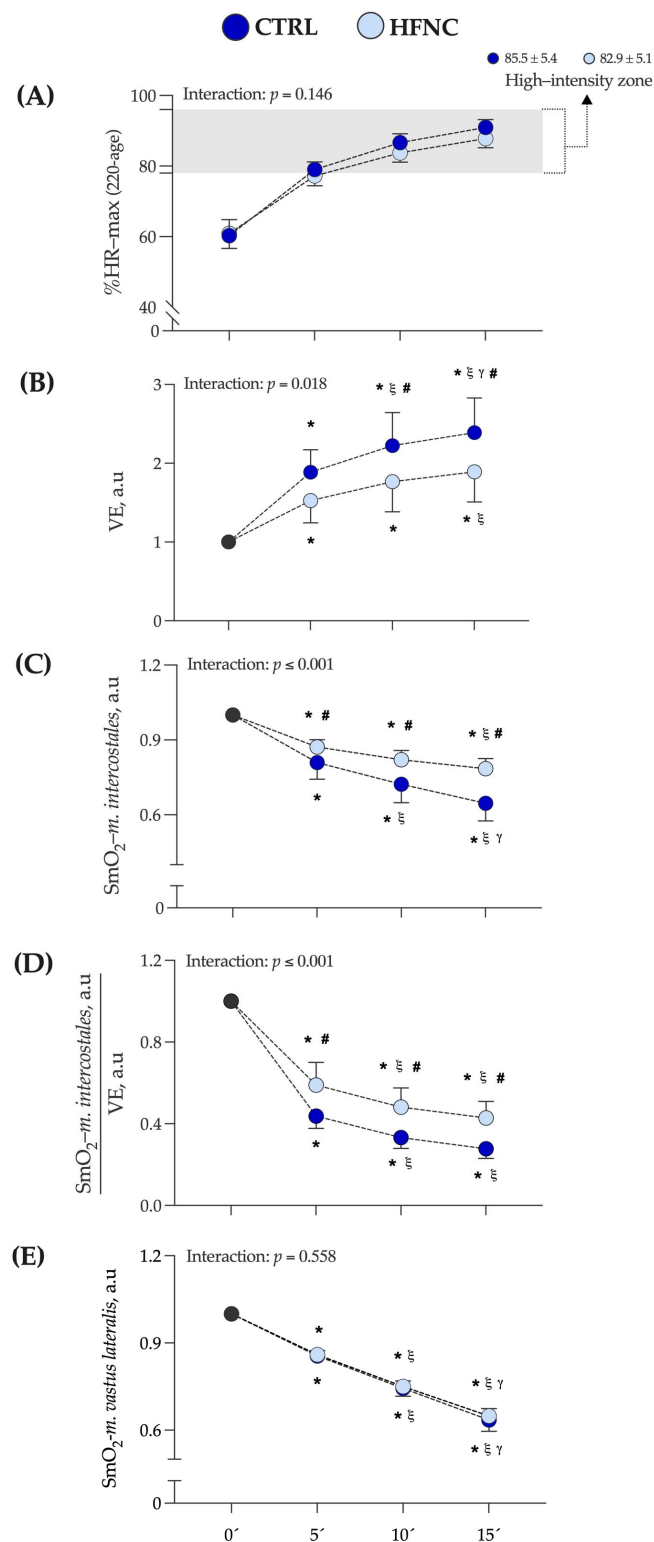 CTRL HFNC
85.5 ± 5.4 82.9 ± 5.1
High–intensity zone
(A)
Interaction: p = 0.146
%HR–max (220-age)
100
80
60
40
0
(B)
Interaction: p = 0.018
VE, a.u
3
2
1
0
*
* ξ #
* ξ γ #
*
*
* ξ
(C)
Interaction: p ≤ 0.001
SmO2–m. intercostales, a.u
1.2
0.9
0.6
0
* #
* #
* ξ #
*
* ξ
* ξ γ
(D)
Interaction: p ≤ 0.001
SmO2–m. intercostales, a.u
VE, a.u
1.2
0.8
0.4
0.0
* #
* ξ #
* ξ #
*
* ξ
* ξ
(E)
Interaction: p = 0.558
SmO2-m. vastus lateralis, a.u
1.2
0.9
0.6
0
*
* ξ
* ξ γ
*
* ξ
* ξ γ
0´ 5´ 10´ 15´